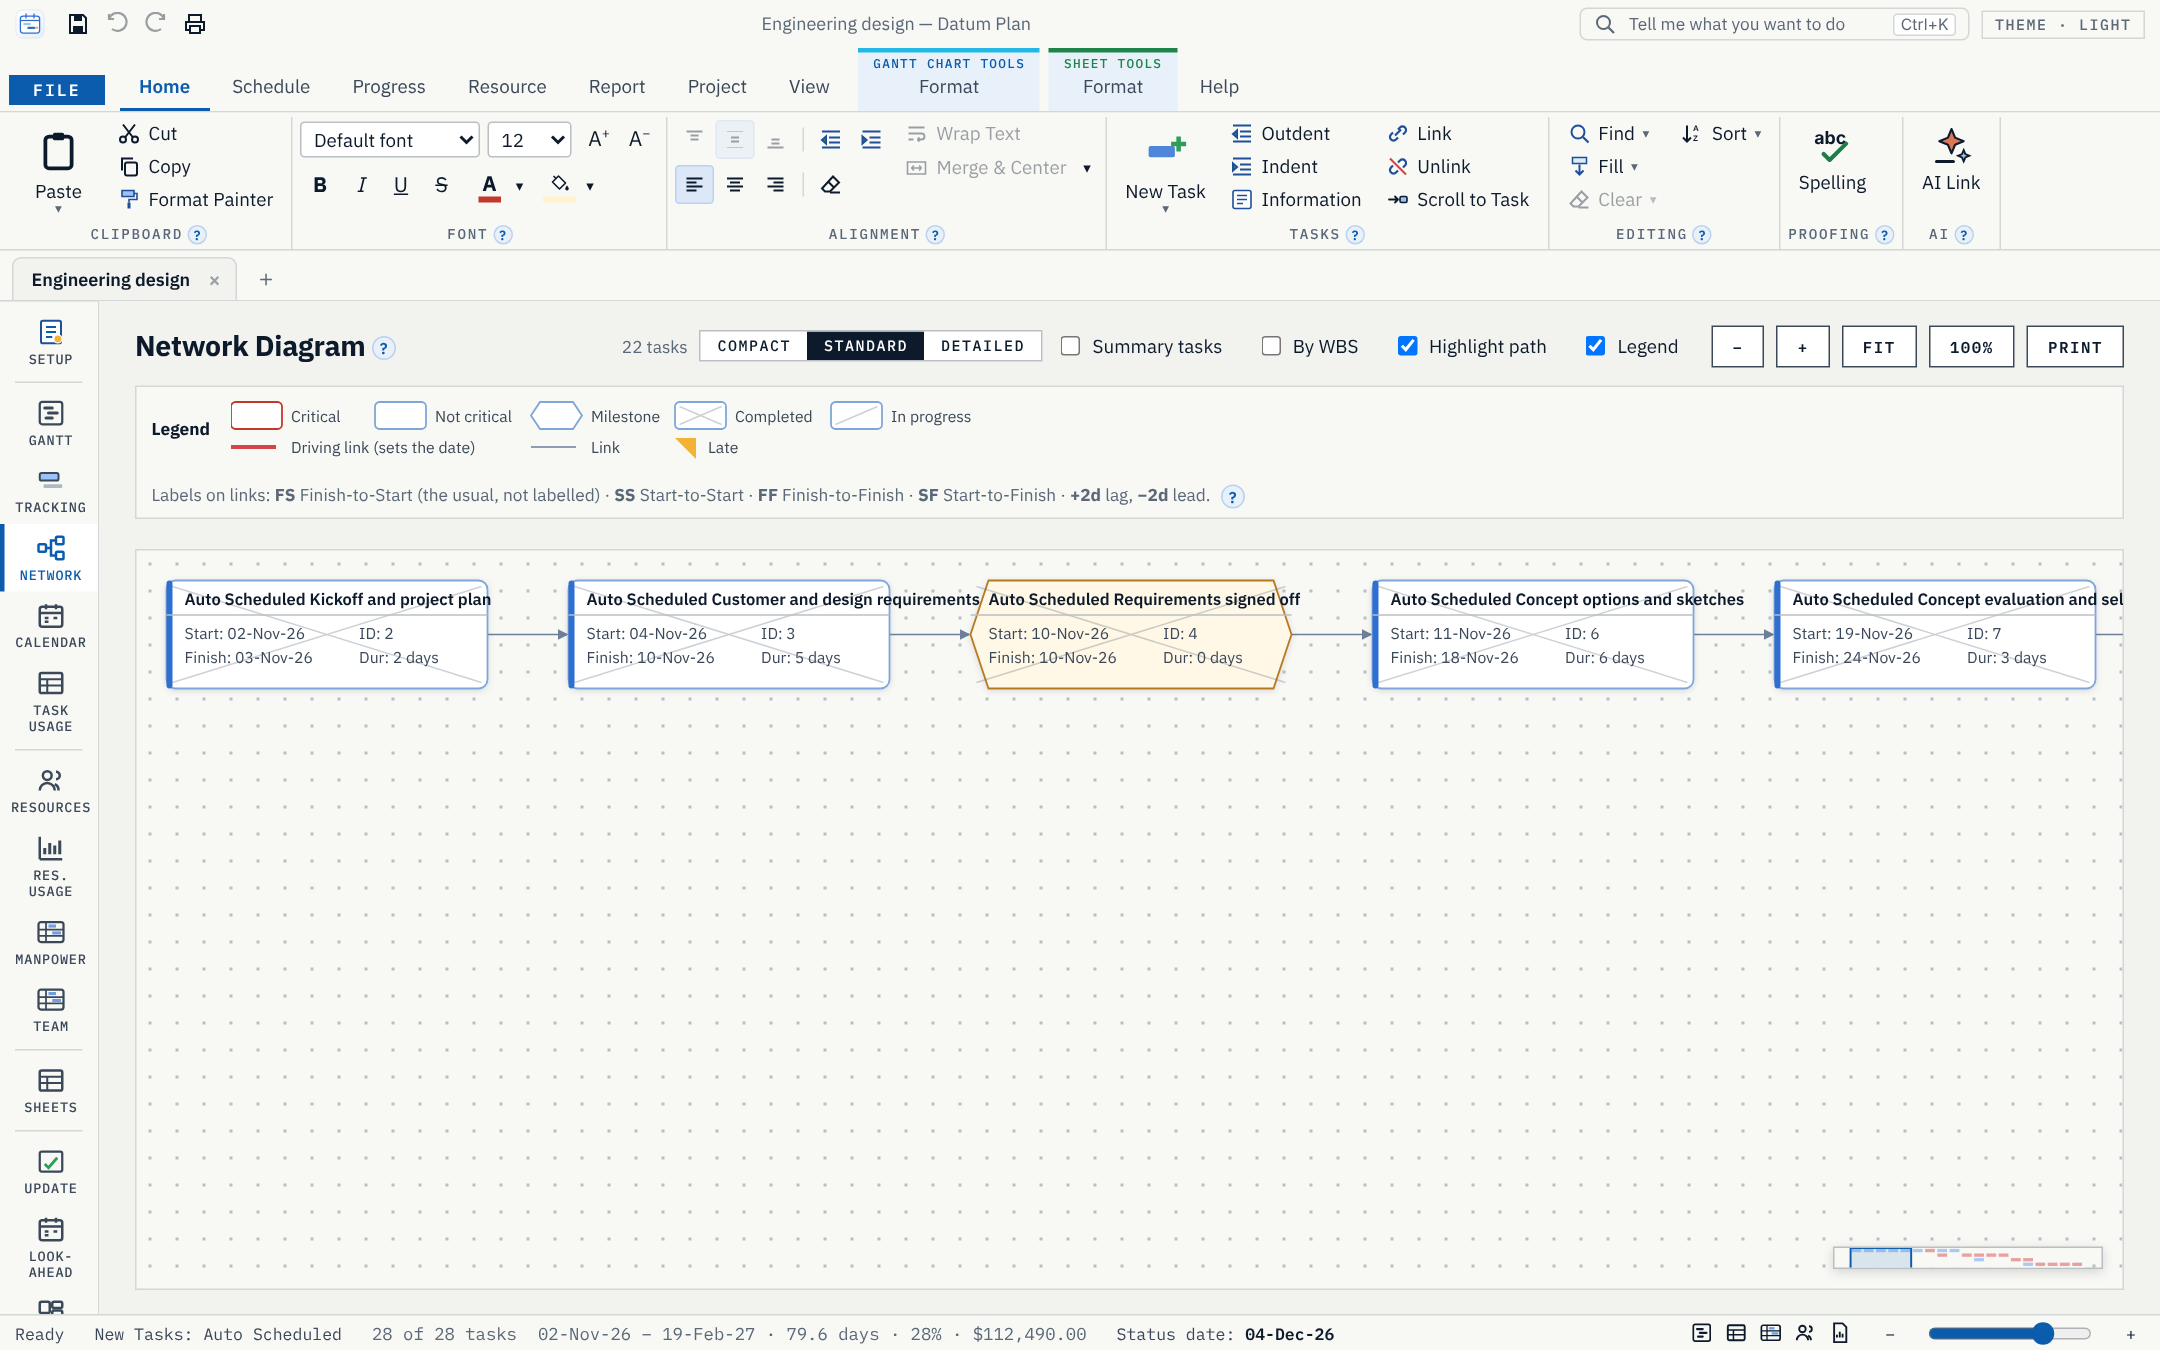 Engineering design — Datum Plan
Tell me what you want to do
Ctrl+K
THEME · LIGHT
GANTT CHART TOOLS
SHEET TOOLS
FILE
Home
Schedule
Progress
Resource
Report
Project
View
Format
Format
Help
Paste
Cut
Copy
Format Painter
CLIPBOARD ?
Default font
12
A+ A−
B I U S A
FONT ?
Wrap Text
Merge & Center
ALIGNMENT ?
New Task
Outdent
Indent
Information
Link
Unlink
Scroll to Task
TASKS ?
Find
Fill
Clear
Sort
EDITING ?
abc
Spelling
PROOFING ?
AI Link
AI ?
Engineering design ×
+
SETUP
GANTT
TRACKING
NETWORK
CALENDAR
TASK
USAGE
RESOURCES
RES.
USAGE
MANPOWER
TEAM
SHEETS
UPDATE
LOOK-
AHEAD
Network Diagram ?
22 tasks
COMPACT
STANDARD
DETAILED
Summary tasks
By WBS
Highlight path
Legend
−
+
FIT
100%
PRINT
Legend
Critical
Not critical
Milestone
Completed
In progress
Driving link (sets the date)
Link
Late
Labels on links: FS Finish-to-Start (the usual, not labelled) · SS Start-to-Start · FF Finish-to-Finish · SF Start-to-Finish · +2d lag, −2d lead. ?
Auto Scheduled Kickoff and project plan
Start: 02-Nov-26 ID: 2
Finish: 03-Nov-26 Dur: 2 days
Auto Scheduled Customer and design requirements
Start: 04-Nov-26 ID: 3
Finish: 10-Nov-26 Dur: 5 days
Auto Scheduled Requirements signed off
Start: 10-Nov-26 ID: 4
Finish: 10-Nov-26 Dur: 0 days
Auto Scheduled Concept options and sketches
Start: 11-Nov-26 ID: 6
Finish: 18-Nov-26 Dur: 6 days
Auto Scheduled Concept evaluation and sel
Start: 19-Nov-26 ID: 7
Finish: 24-Nov-26 Dur: 3 days
Ready
New Tasks: Auto Scheduled
28 of 28 tasks
02-Nov-26 – 19-Feb-27 · 79.6 days · 28% · $112,490.00
Status date: 04-Dec-26
−
+